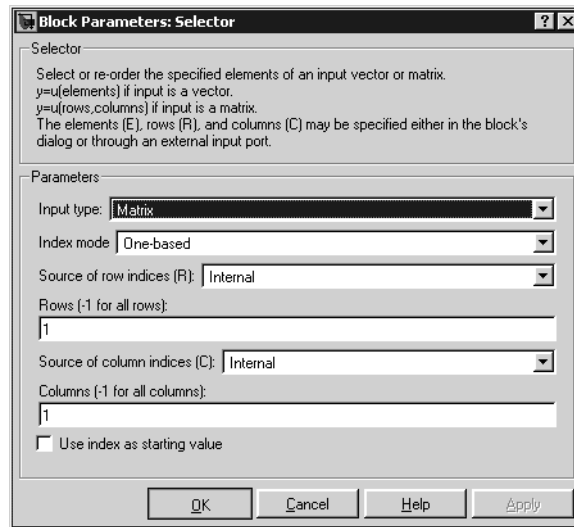 Block Parameters: Selector
Selector
Select or re-order the specified elements of an input vector or matrix.
y=u(elements) if input is a vector.
y=u(rows,columns) if input is a matrix.
The elements (E), rows (R), and columns (C) may be specified either in the block's
dialog or through an external input port.
Parameters
Input type: Matrix
Index mode One-based
Source of row indices (R): Internal
Rows (-1 for all rows):
1
Source of column indices (C): Internal
Columns (-1 for all columns):
1
Use index as starting value
OK Cancel Help Apply